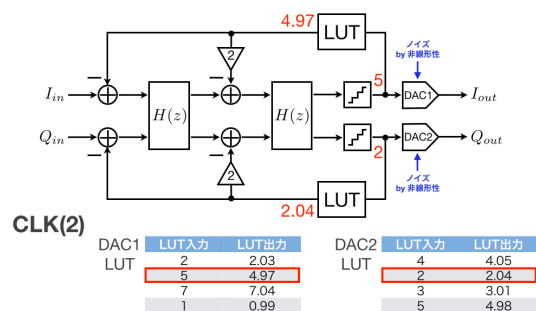 4.97
LUT
ノイズ
by 非線形性
2
5
I_in
H(z)
H(z)
DAC1
I_out
Q_in
DAC2
Q_out
2
2
ノイズ
by 非線形性
LUT
2.04
CLK(2)
DAC1
LUT
LUT入力 LUT出力
2 2.03
5 4.97
7 7.04
1 0.99
DAC2
LUT
LUT入力 LUT出力
4 4.05
2 2.04
3 3.01
5 4.98